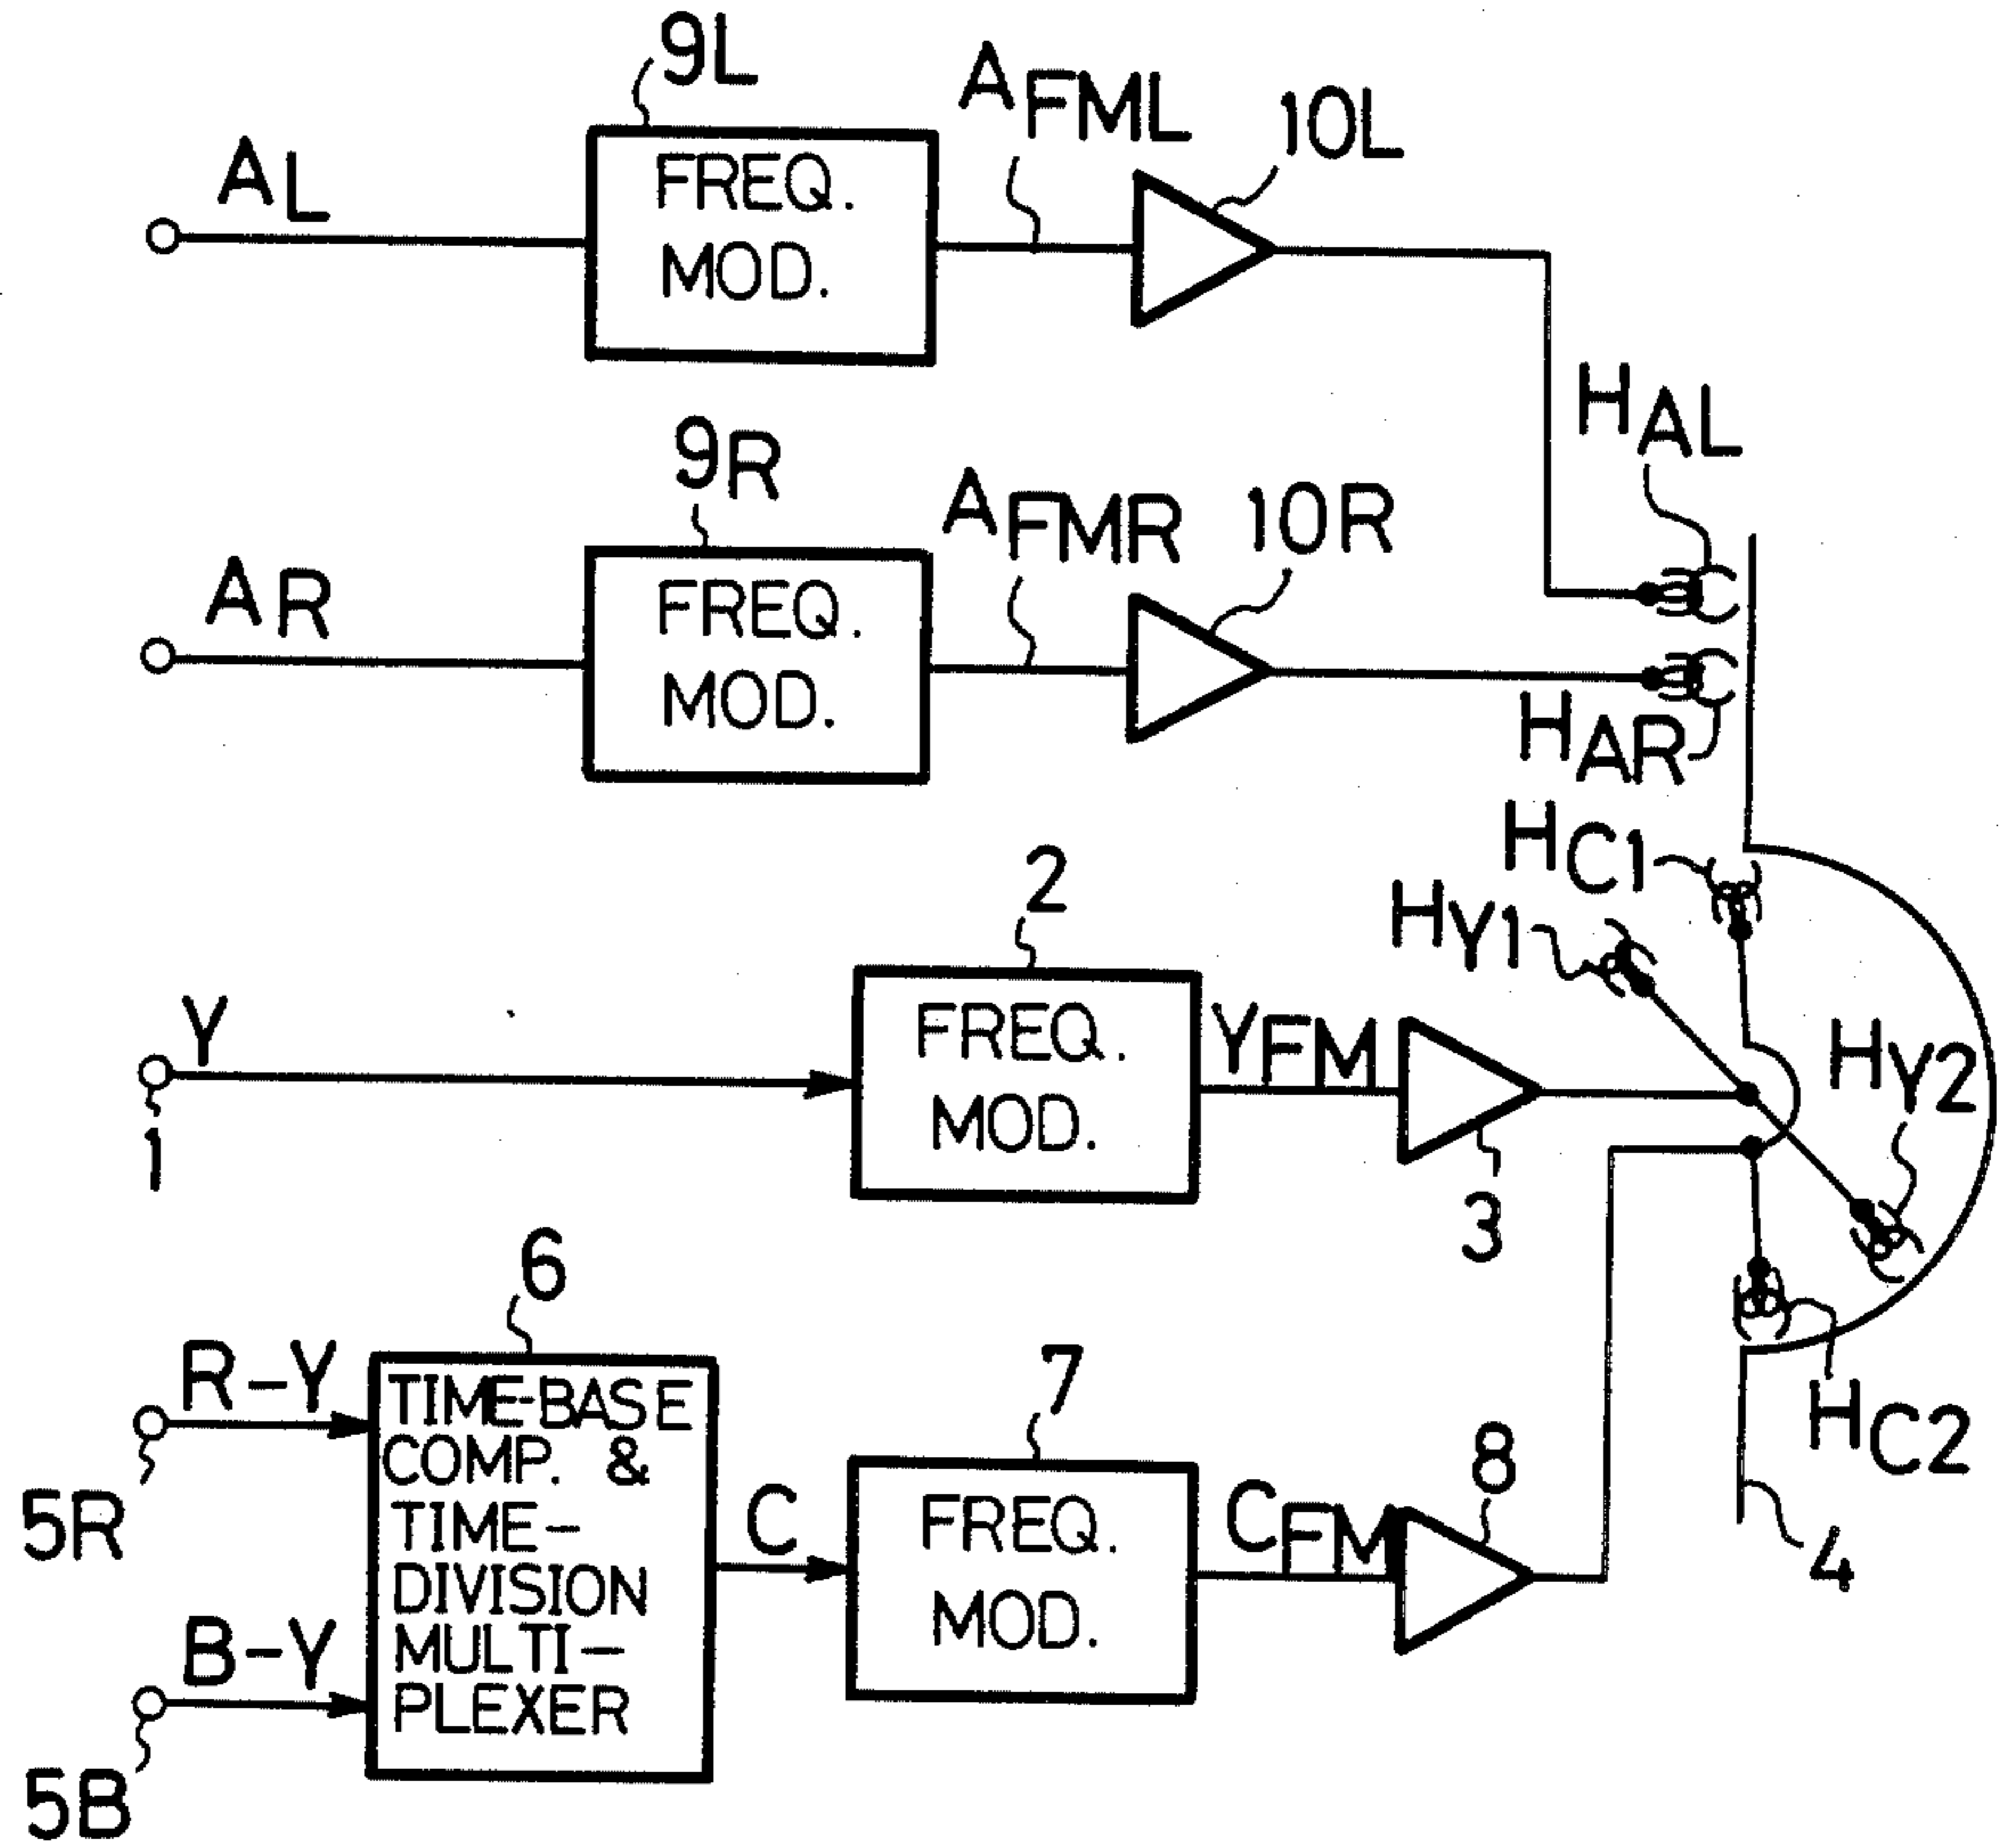 9L
AFML
10L
AL
FREQ.
MOD.
HAL
9R
AFMR
10R
AR
FREQ.
MOD.
HAR
HC1
2
HY1
Y
FREQ.
MOD.
YFM
HY2
1
3
6
R-Y
TIME-BASE
COMP. &
TIME-
DIVISION
MULTI-
PLEXER
7
HC2
8
5R
C
FREQ.
MOD.
CFM
4
B-Y
5B